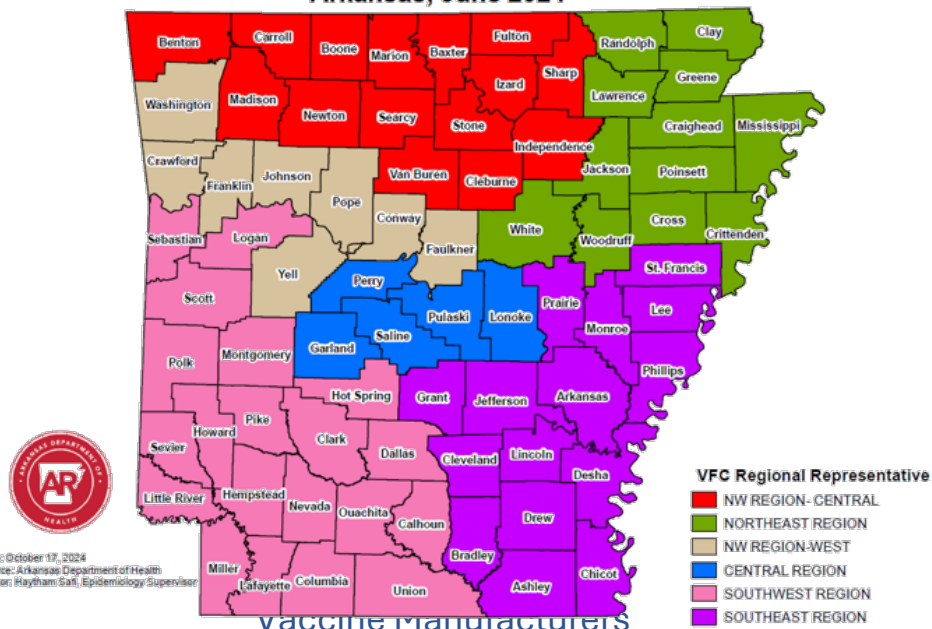 Arkansas, June 2024
Benton
Carroll
Boone
Marion
Baxter
Fulton
Randolph
Clay
Izard
Sharp
Greene
Lawrence
Washington
Madison
Newton
Searcy
Stone
Independence
Craighead
Mississippi
Crawford
Franklin
Johnson
Pope
Van Buren
Cleburne
Jackson
Poinsett
Conway
Faulkner
White
Woodruff
Cross
Crittenden
Sebastian
Logan
Yell
Perry
St. Francis
Scott
Pulaski
Lonoke
Prairie
Monroe
Lee
Garland
Saline
Polk
Montgomery
Phillips
Hot Spring
Grant
Jefferson
Arkansas
Sevier
Howard
Pike
Clark
Dallas
Cleveland
Lincoln
Desha
Little River
Hempstead
Nevada
Ouachita
Calhoun
Drew
Bradley
Miller
Lafayette
Columbia
Union
Ashley
Chicot
ARKANSAS DEPARTMENT OF
AR
HEALTH
: October 17, 2024
rce: Arkansas Department of Health
or: Haytham Safi, Epidemiology Supervisor
VFC Regional Representative
NW REGION- CENTRAL
NORTHEAST REGION
NW REGION-WEST
CENTRAL REGION
SOUTHWEST REGION
SOUTHEAST REGION
Vaccine Manufacturers